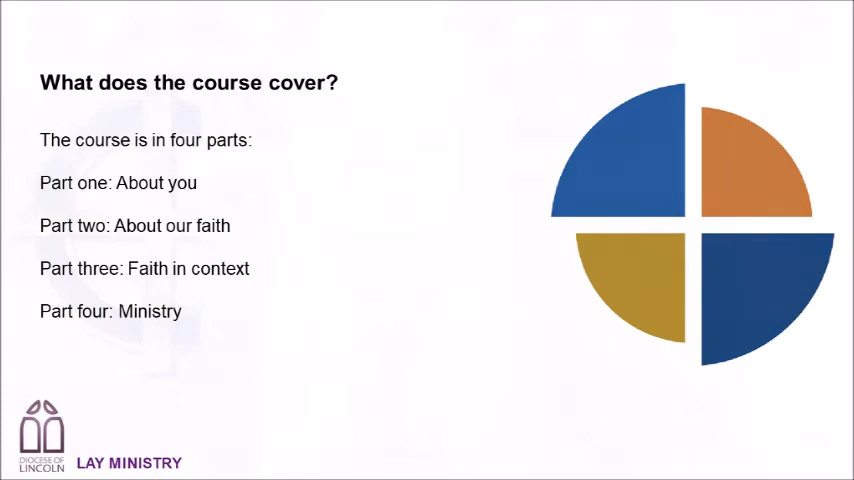 What does the course cover?
The course is in four parts:
Part one: About you
Part two: About our faith
Part three: Faith in context
Part four: Ministry
DIOCESE OF
LINCOLN
LAY MINISTRY